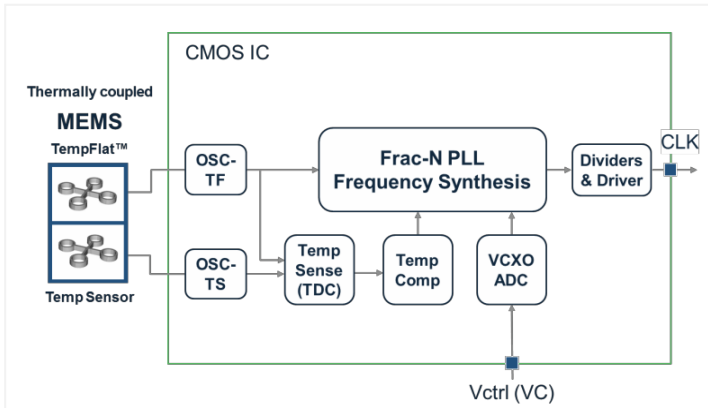 CMOS IC
Thermally coupled
MEMS
TempFlat™
Temp Sensor
OSC-
TF
OSC-
TS
Frac-N PLL
Frequency Synthesis
Temp
Sense
(TDC)
Temp
Comp
VCXO
ADC
Dividers
& Driver
CLK
Vctrl (VC)